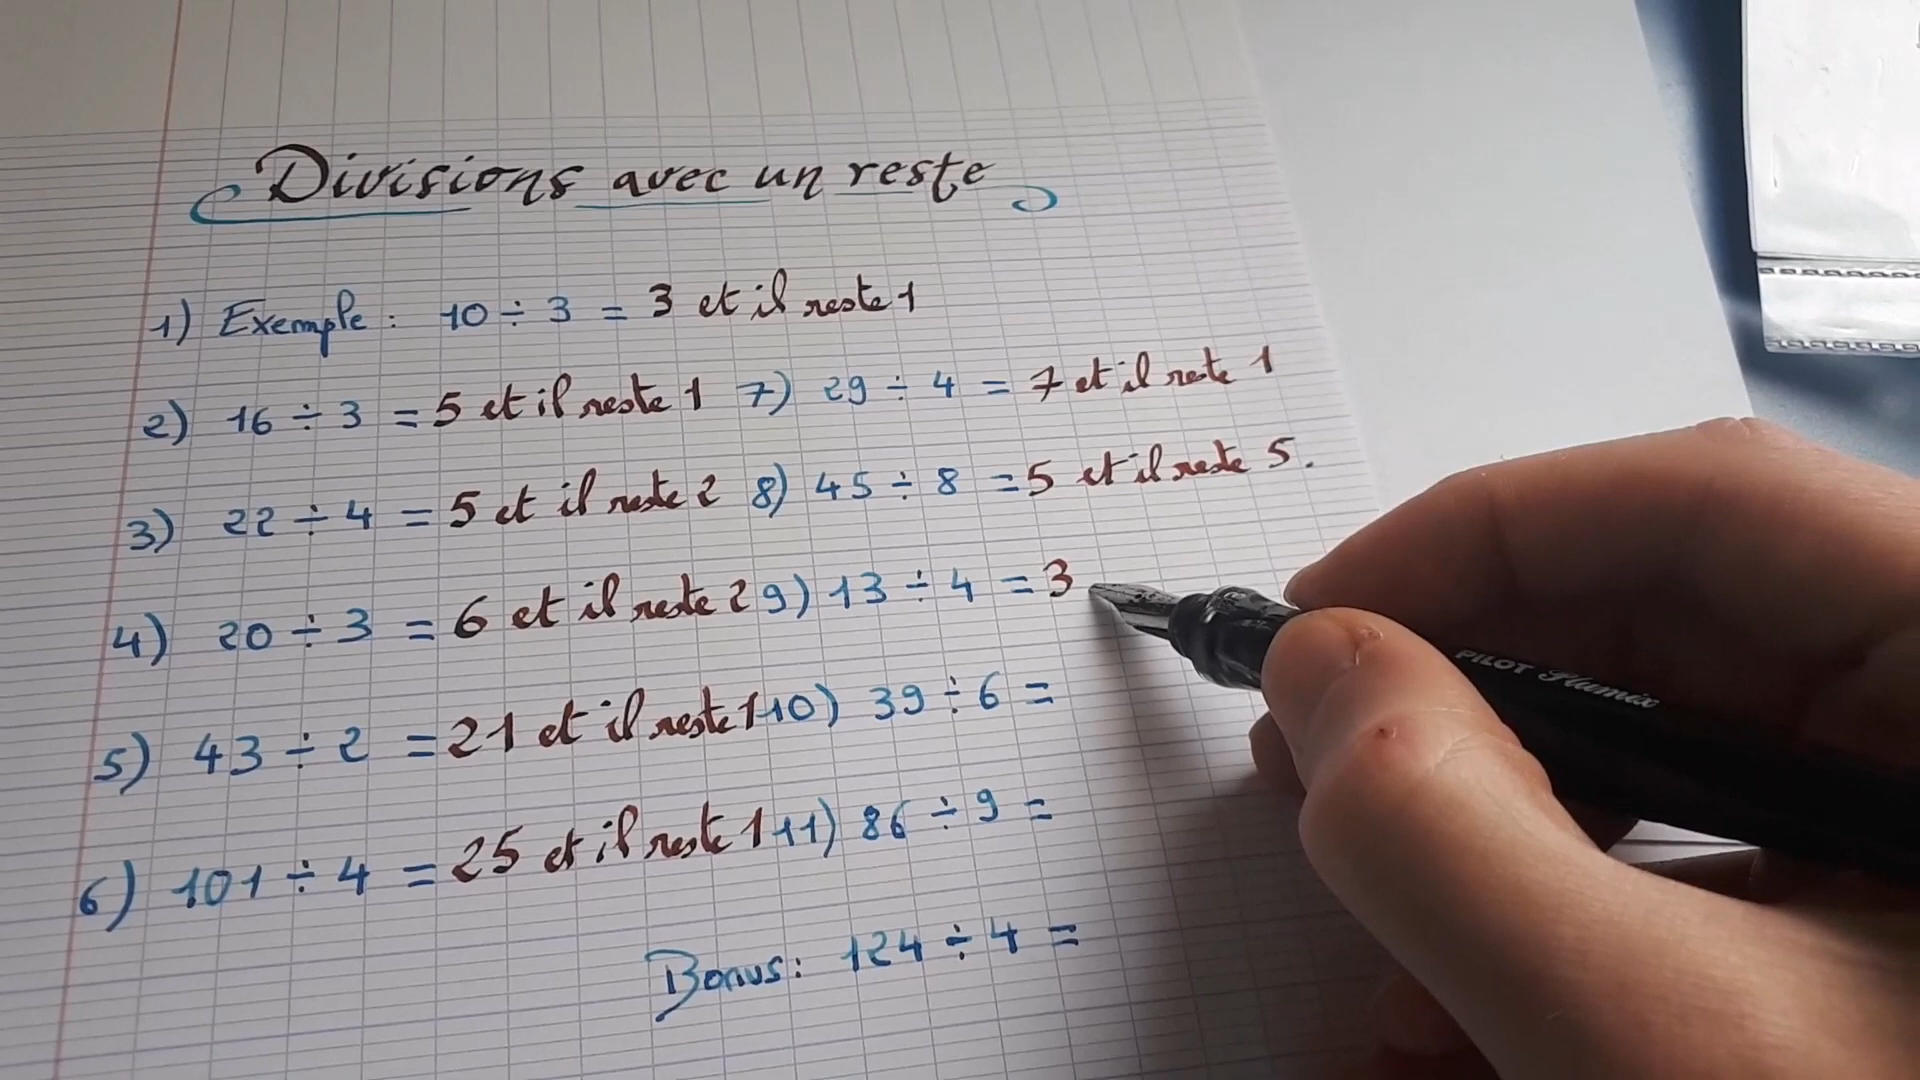 Divisions avec un reste
1) Exemple : 10 ÷ 3 = 3 et il reste 1
2) 16 ÷ 3 = 5 et il reste 1
3) 22 ÷ 4 = 5 et il reste 2
4) 20 ÷ 3 = 6 et il reste 2
5) 43 ÷ 2 = 21 et il reste 1
6) 101 ÷ 4 = 25 et il reste 1
7) 29 ÷ 4 = 7 et il reste 1
8) 45 ÷ 8 = 5 et il reste 5.
9) 13 ÷ 4 = 3
10) 39 ÷ 6 =
11) 86 ÷ 9 =
Bonus : 124 ÷ 4 =
PILOT Plumix